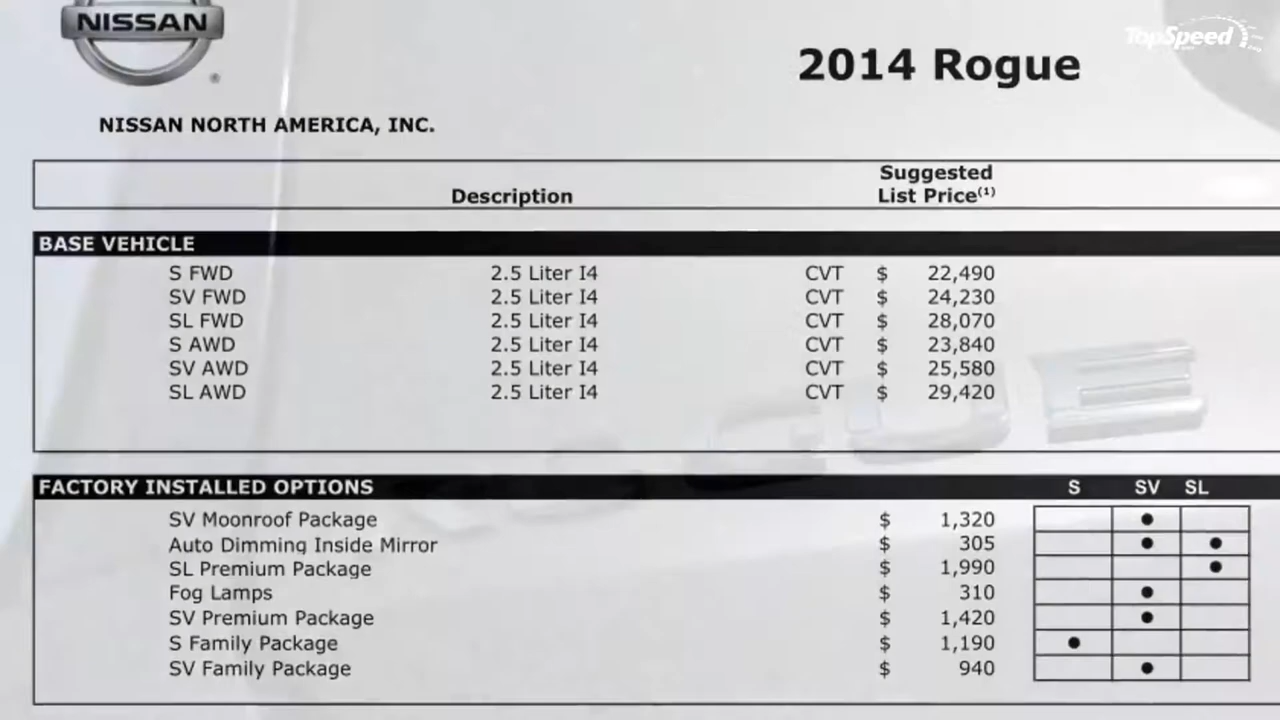 NISSAN
TopSpeed
2014 Rogue
NISSAN NORTH AMERICA, INC.
Description Suggested List Price(1)
BASE VEHICLE
S FWD 2.5 Liter I4 CVT $ 22,490
SV FWD 2.5 Liter I4 CVT $ 24,230
SL FWD 2.5 Liter I4 CVT $ 28,070
S AWD 2.5 Liter I4 CVT $ 23,840
SV AWD 2.5 Liter I4 CVT $ 25,580
SL AWD 2.5 Liter I4 CVT $ 29,420
FACTORY INSTALLED OPTIONS S SV SL
SV Moonroof Package $ 1,320 •
Auto Dimming Inside Mirror $ 305 • •
SL Premium Package $ 1,990 •
Fog Lamps $ 310 •
SV Premium Package $ 1,420 •
S Family Package $ 1,190 •
SV Family Package $ 940 •